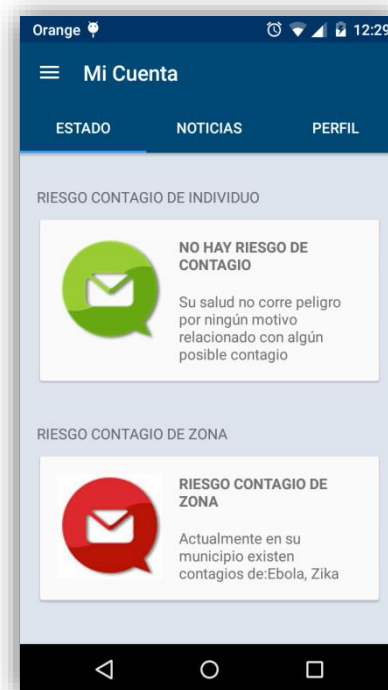 Orange 12:29
Mi Cuenta
ESTADO NOTICIAS PERFIL
RIESGO CONTAGIO DE INDIVIDUO
NO HAY RIESGO DE
CONTAGIO
Su salud no corre peligro
por ningún motivo
relacionado con algún
posible contagio
RIESGO CONTAGIO DE ZONA
RIESGO CONTAGIO DE
ZONA
Actualmente en su
municipio existen
contagios de:Ebola, Zika